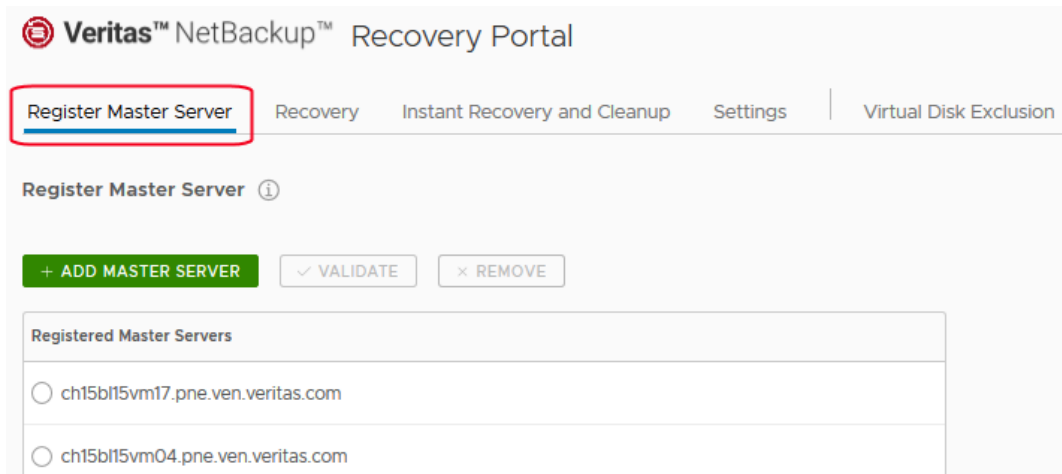 Veritas™ NetBackup™ Recovery Portal
Register Master Server Recovery Instant Recovery and Cleanup Settings Virtual Disk Exclusion
Register Master Server
+ ADD MASTER SERVER VALIDATE × REMOVE
Registered Master Servers
ch15bl15vm17.pne.ven.veritas.com
ch15bl15vm04.pne.ven.veritas.com